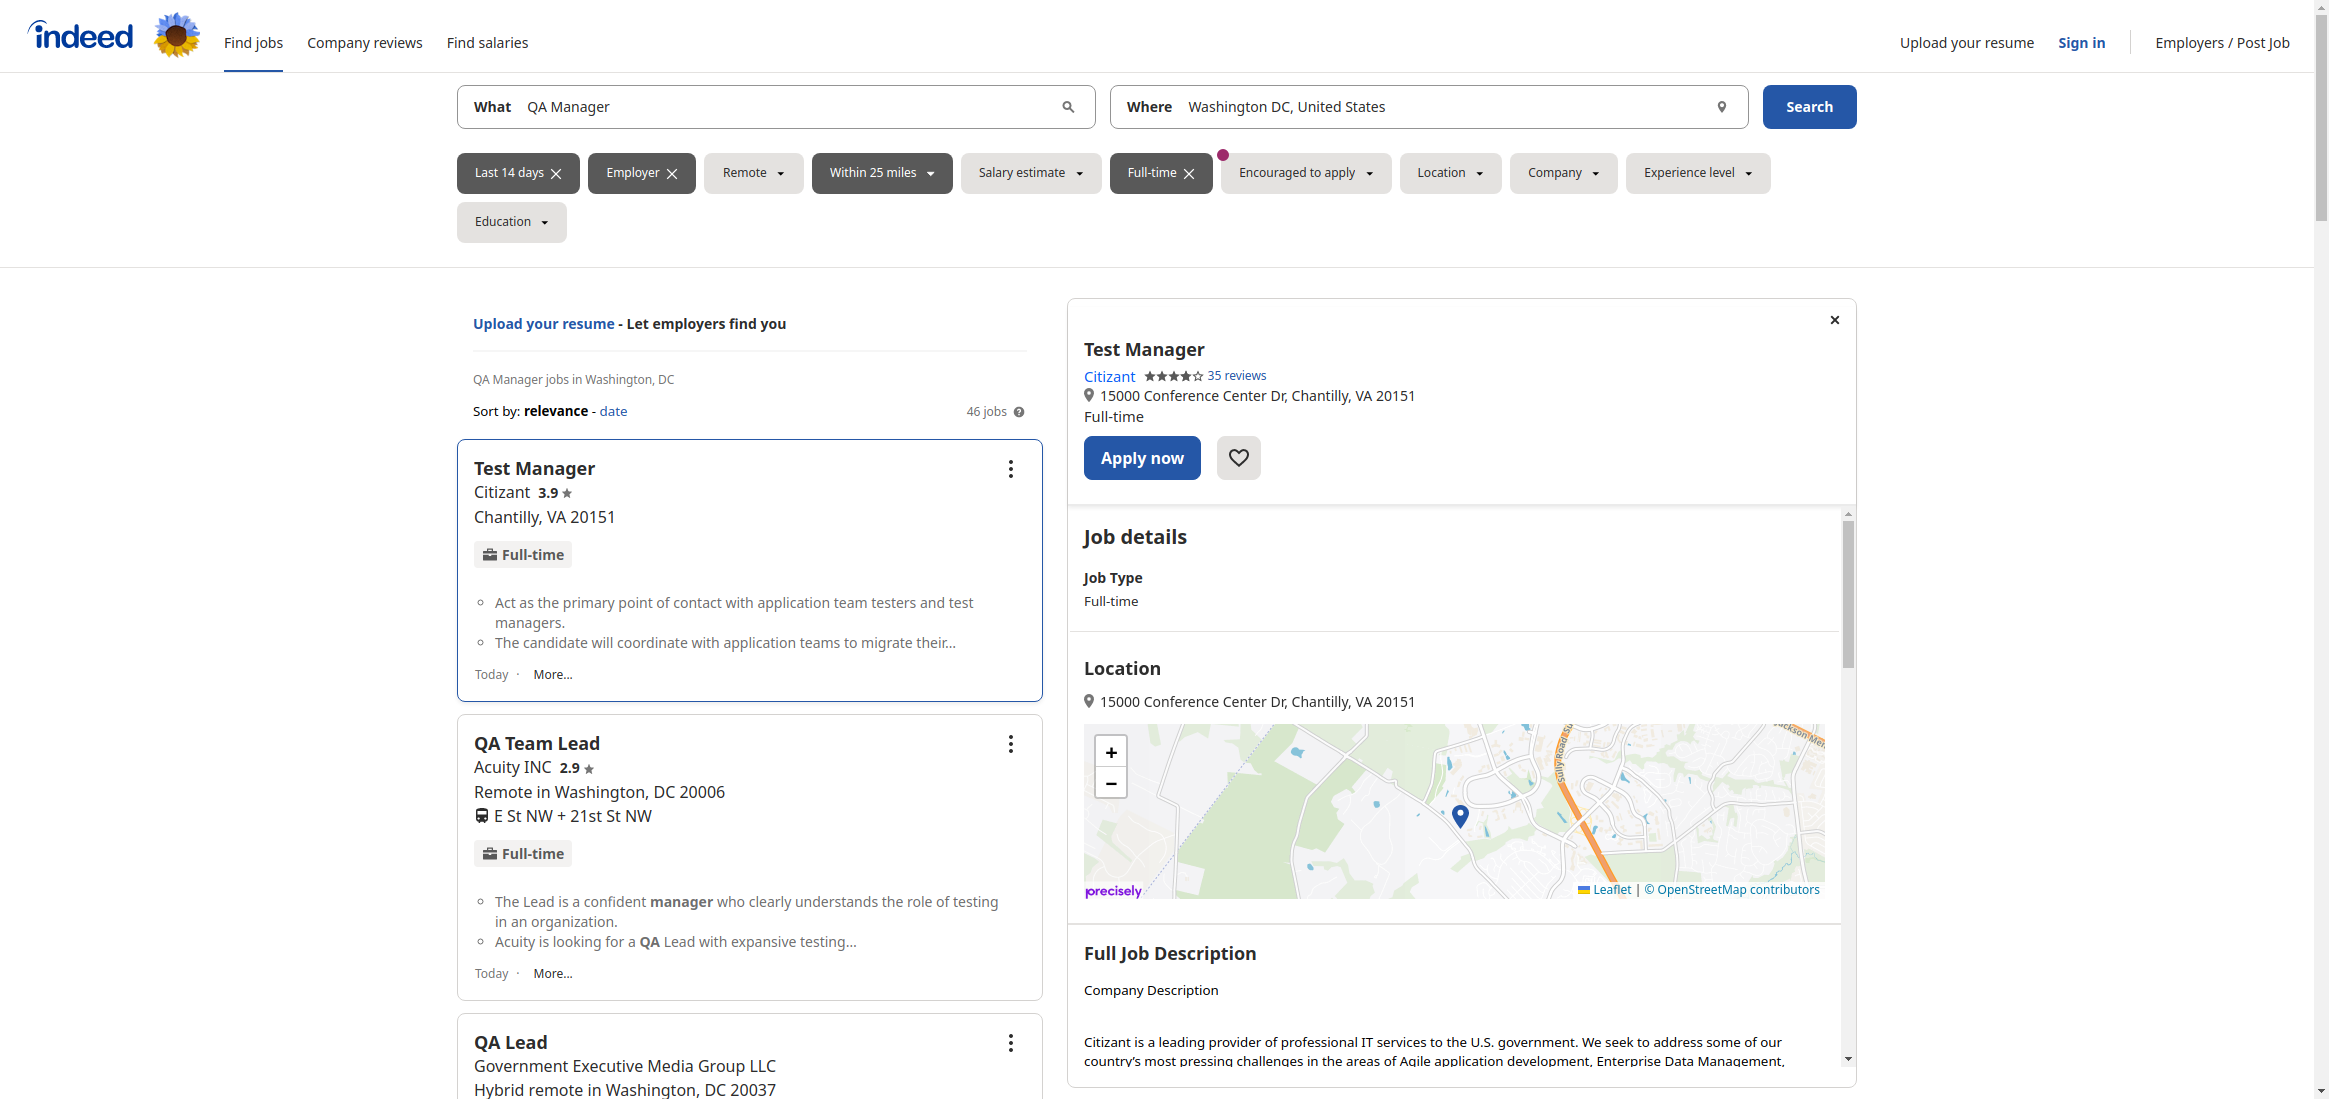 indeed
Find jobs
Company reviews
Find salaries
Upload your resume
Sign in
Employers / Post Job
What QA Manager
Where Washington DC, United States
Search
Last 14 days
Employer
Remote
Within 25 miles
Salary estimate
Full-time
Encouraged to apply
Location
Company
Experience level
Education
Upload your resume - Let employers find you
QA Manager jobs in Washington, DC
Sort by: relevance - date
46 jobs
Test Manager
Citizant 3.9
Chantilly, VA 20151
Full-time
Act as the primary point of contact with application team testers and test
managers.
The candidate will coordinate with application teams to migrate their...
Today · More...
QA Team Lead
Acuity INC 2.9
Remote in Washington, DC 20006
E St NW + 21st St NW
Full-time
The Lead is a confident manager who clearly understands the role of testing
in an organization.
Acuity is looking for a QA Lead with expansive testing...
Today · More...
QA Lead
Government Executive Media Group LLC
Hybrid remote in Washington, DC 20037
Test Manager
Citizant 35 reviews
15000 Conference Center Dr, Chantilly, VA 20151
Full-time
Apply now
Job details
Job Type
Full-time
Location
15000 Conference Center Dr, Chantilly, VA 20151
+
−
Sully Road
precisely
Leaflet | © OpenStreetMap contributors
Full Job Description
Company Description
Citizant is a leading provider of professional IT services to the U.S. government. We seek to address some of our
country's most pressing challenges in the areas of Agile application development, Enterprise Data Management,